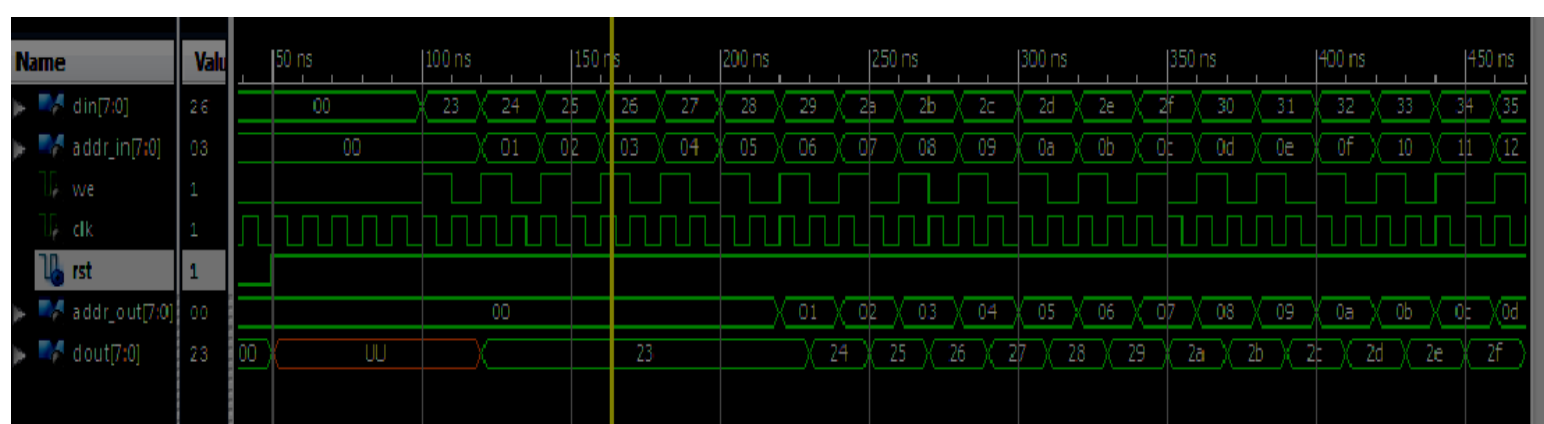 Name Valu 50 ns 100 ns 150 ns 200 ns 250 ns 300 ns 350 ns 400 ns 450 ns
din[7:0] 26 00 23 24 25 26 27 28 29 2a 2b 2c 2d 2e 2f 30 31 32 33 34 35
addr_in[7:0] 03 00 01 02 03 04 05 06 07 08 09 0a 0b 0c 0d 0e 0f 10 11 12
we 1
clk 1
rst 1
addr_out[7:0] 00 00 01 02 03 04 05 06 07 08 09 0a 0b 0c 0d
dout[7:0] 23 00 UU 23 24 25 26 27 28 29 2a 2b 2c 2d 2e 2f